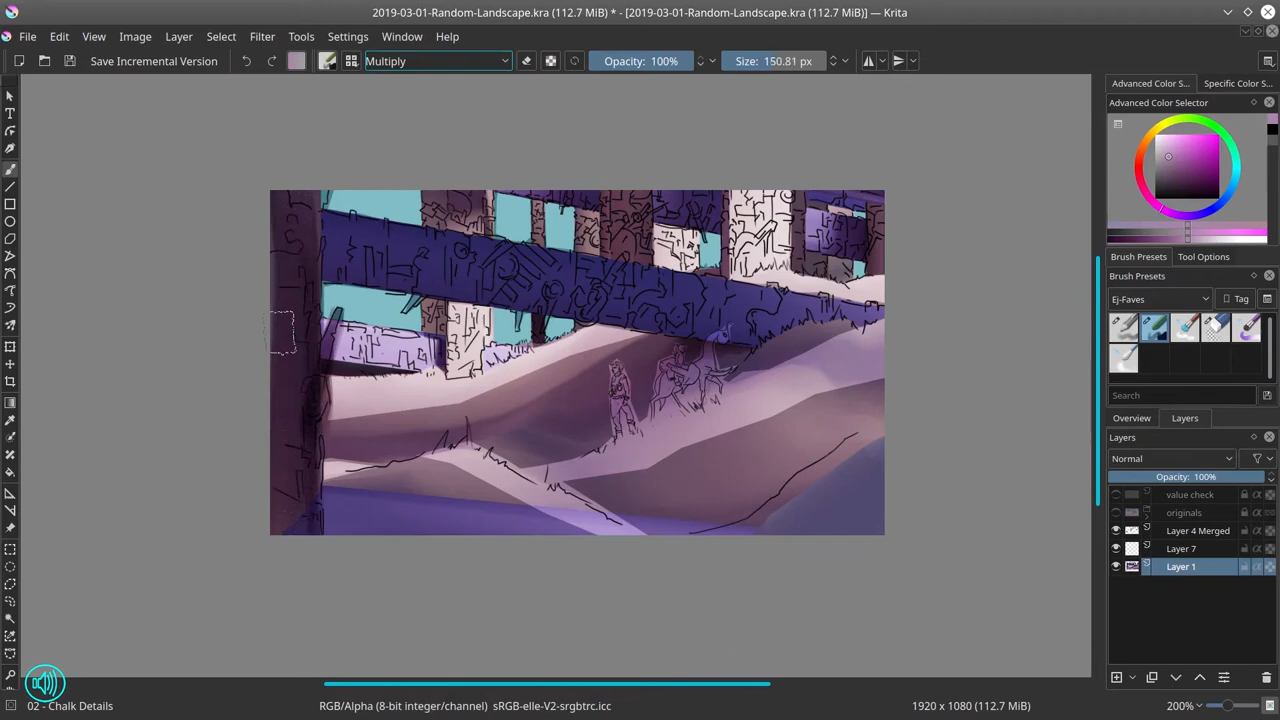 2019-03-01-Random-Landscape.kra (112.7 MiB) * - [2019-03-01-Random-Landscape.kra (112.7 MiB)] — Krita
File Edit View Image Layer Select Filter Tools Settings Window Help
Save Incremental Version
Multiply
Opacity: 100%
Size: 150.81 px
Advanced Color S...
Specific Color S...
Advanced Color Selector
Brush Presets
Tool Options
Brush Presets
Ej-Faves
Tag
Search
Overview
Layers
Layers
Normal
Opacity: 100%
value check
originals
Layer 4 Merged
Layer 7
Layer 1
02 - Chalk Details
RGB/Alpha (8-bit integer/channel) sRGB-elle-V2-srgbtrc.icc
1920 x 1080 (112.7 MiB)
200%